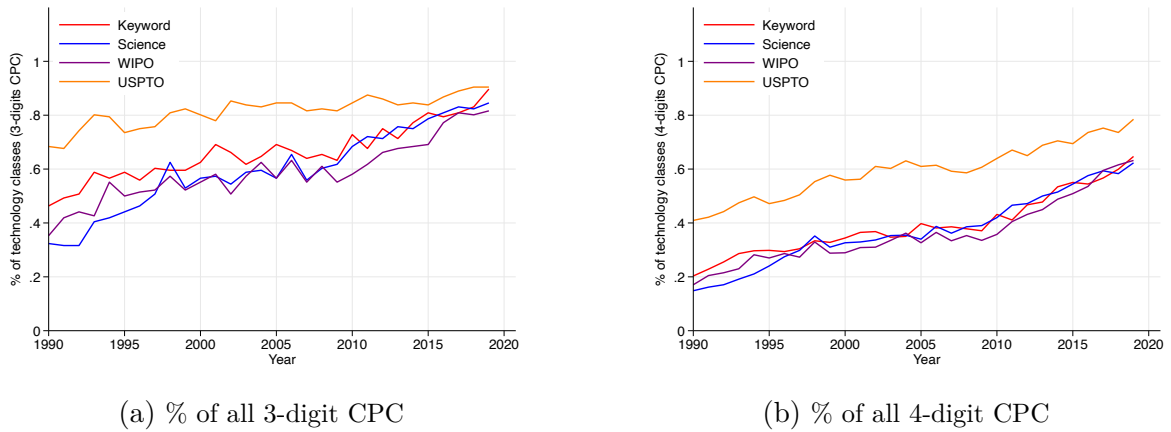 Keyword
Science
WIPO
USPTO
% of technology classes (3-digits CPC)
1
.8
.6
.4
.2
0
1990 1995 2000 2005 2010 2015 2020
Year
(a) % of all 3-digit CPC
Keyword
Science
WIPO
USPTO
% of technology classes (4-digits CPC)
1
.8
.6
.4
.2
0
1990 1995 2000 2005 2010 2015 2020
Year
(b) % of all 4-digit CPC